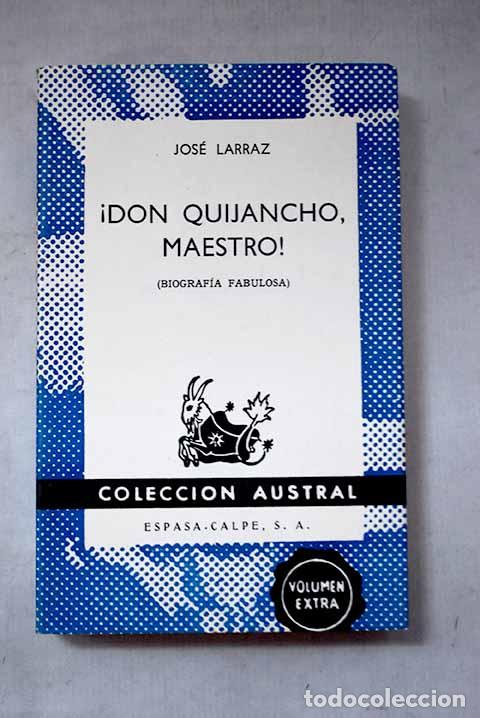 JOSÉ LARRAZ
¡DON QUIJANCHO,
MAESTRO!
(BIOGRAFÍA FABULOSA)
COLECCION AUSTRAL
ESPASA-CALPE, S. A.
VOLUMEN
EXTRA
todocoleccion